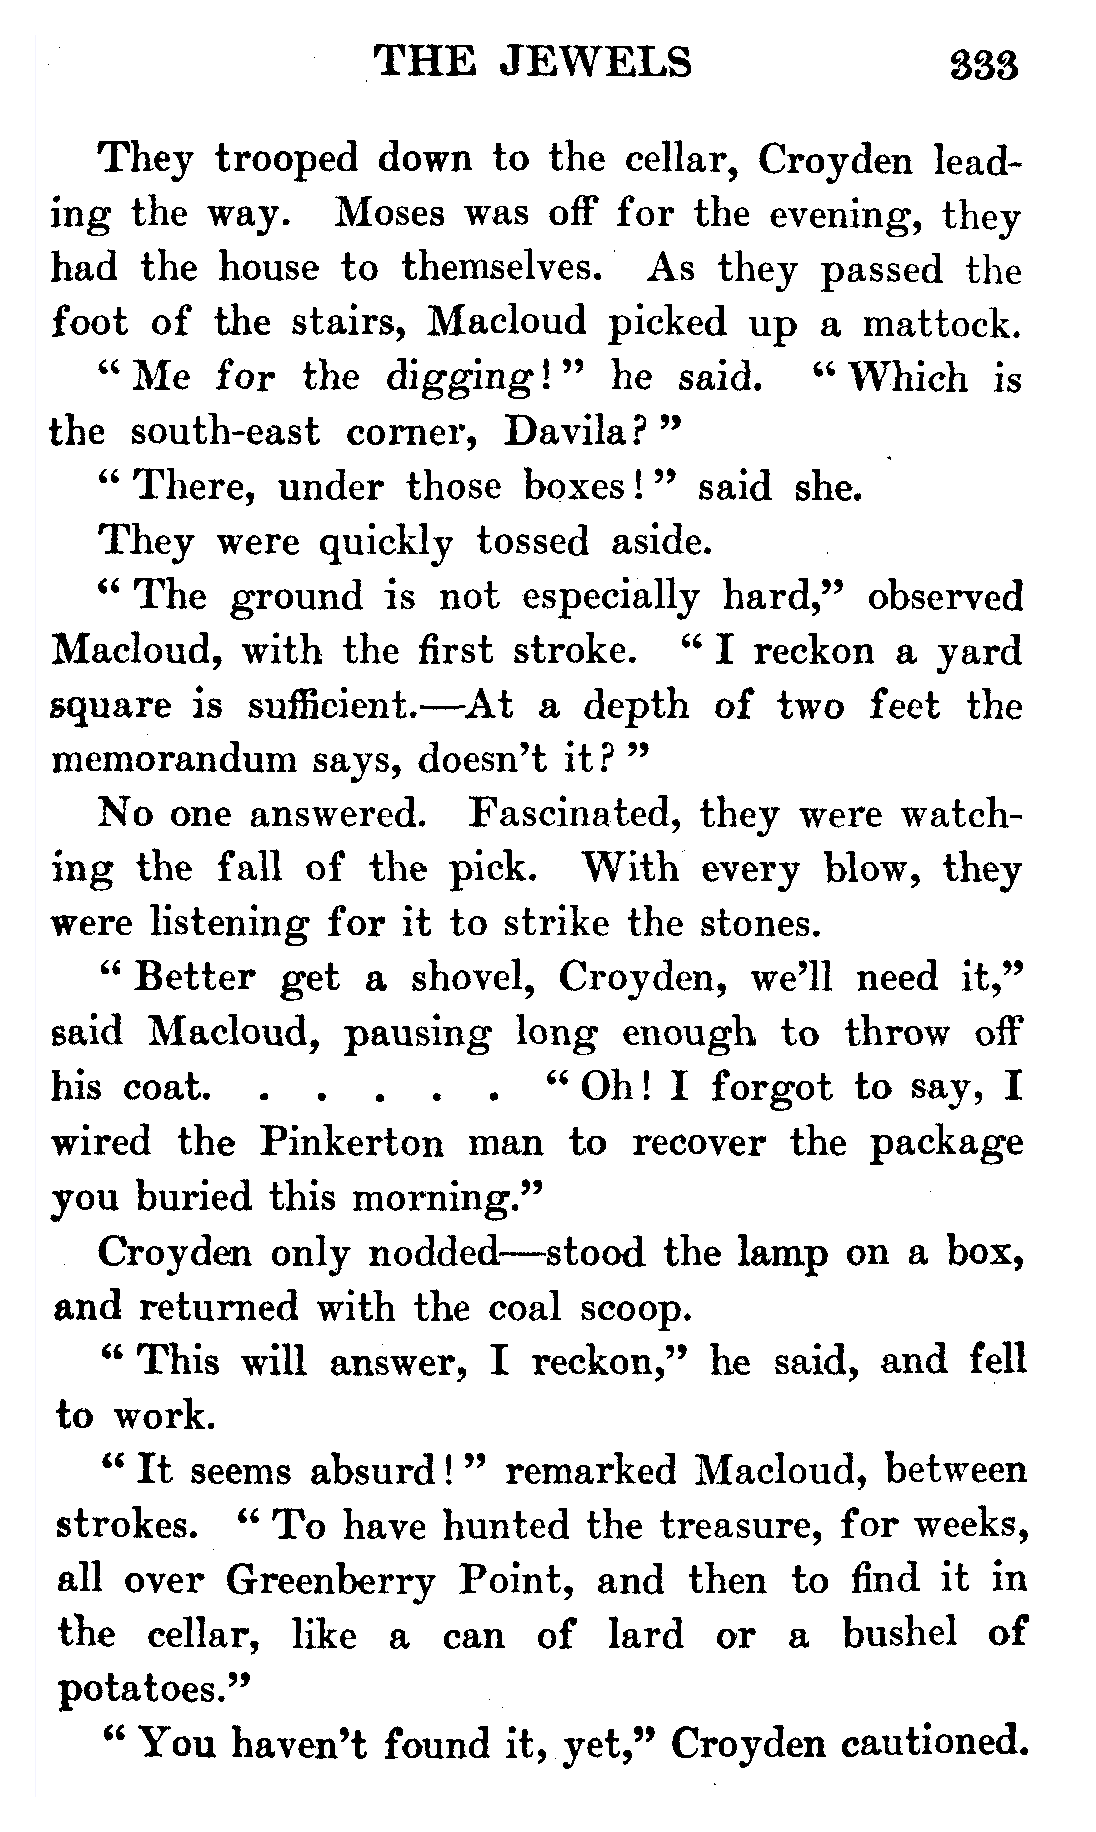 THE JEWELS 333
They trooped down to the cellar, Croyden lead-
ing the way. Moses was off for the evening, they
had the house to themselves. As they passed the
foot of the stairs, Macloud picked up a mattock.
“ Me for the digging! ” he said. “ Which is
the south-east corner, Davila? ”
“ There, under those boxes! ” said she.
They were quickly tossed aside.
“ The ground is not especially hard,” observed
Macloud, with the first stroke. “ I reckon a yard
square is sufficient.—At a depth of two feet the
memorandum says, doesn’t it? ”
No one answered. Fascinated, they were watch-
ing the fall of the pick. With every blow, they
were listening for it to strike the stones.
“ Better get a shovel, Croyden, we’ll need it,”
said Macloud, pausing long enough to throw off
his coat. . . . . . “ Oh! I forgot to say, I
wired the Pinkerton man to recover the package
you buried this morning.”
Croyden only nodded—stood the lamp on a box,
and returned with the coal scoop.
“ This will answer, I reckon,” he said, and fell
to work.
“ It seems absurd! ” remarked Macloud, between
strokes. “ To have hunted the treasure, for weeks,
all over Greenberry Point, and then to find it in
the cellar, like a can of lard or a bushel of
potatoes.”
“ You haven’t found it, yet,” Croyden cautioned.